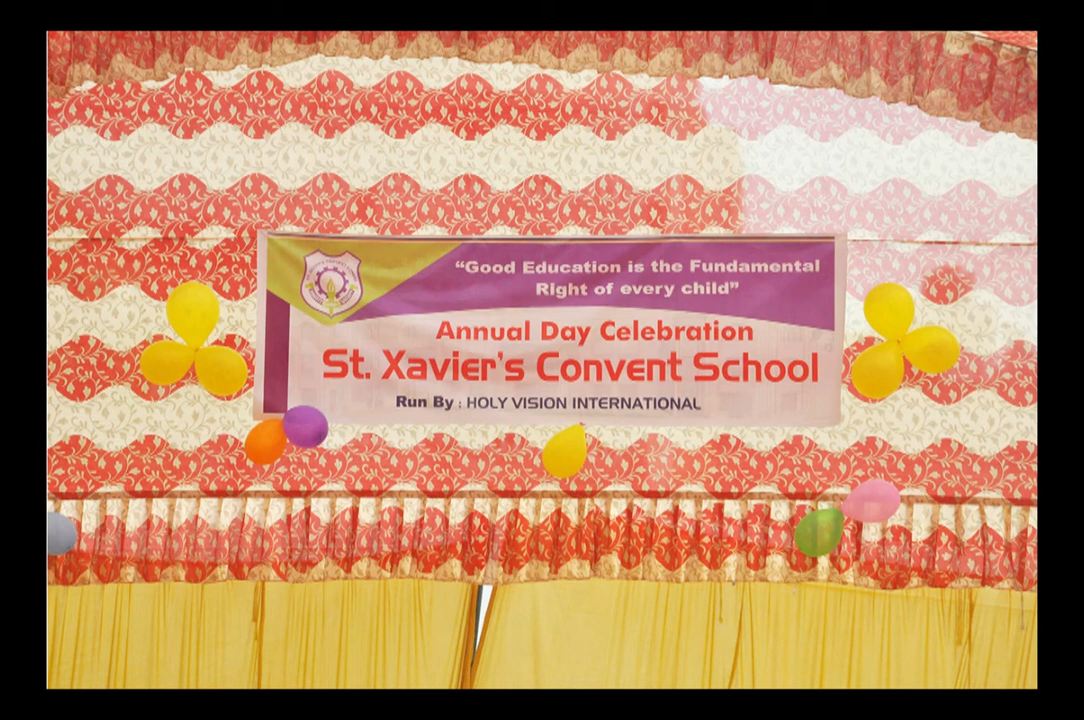 “Good Education is the Fundamental
Right of every child”
Annual Day Celebration
St. Xavier's Convent School
Run By : HOLY VISION INTERNATIONAL